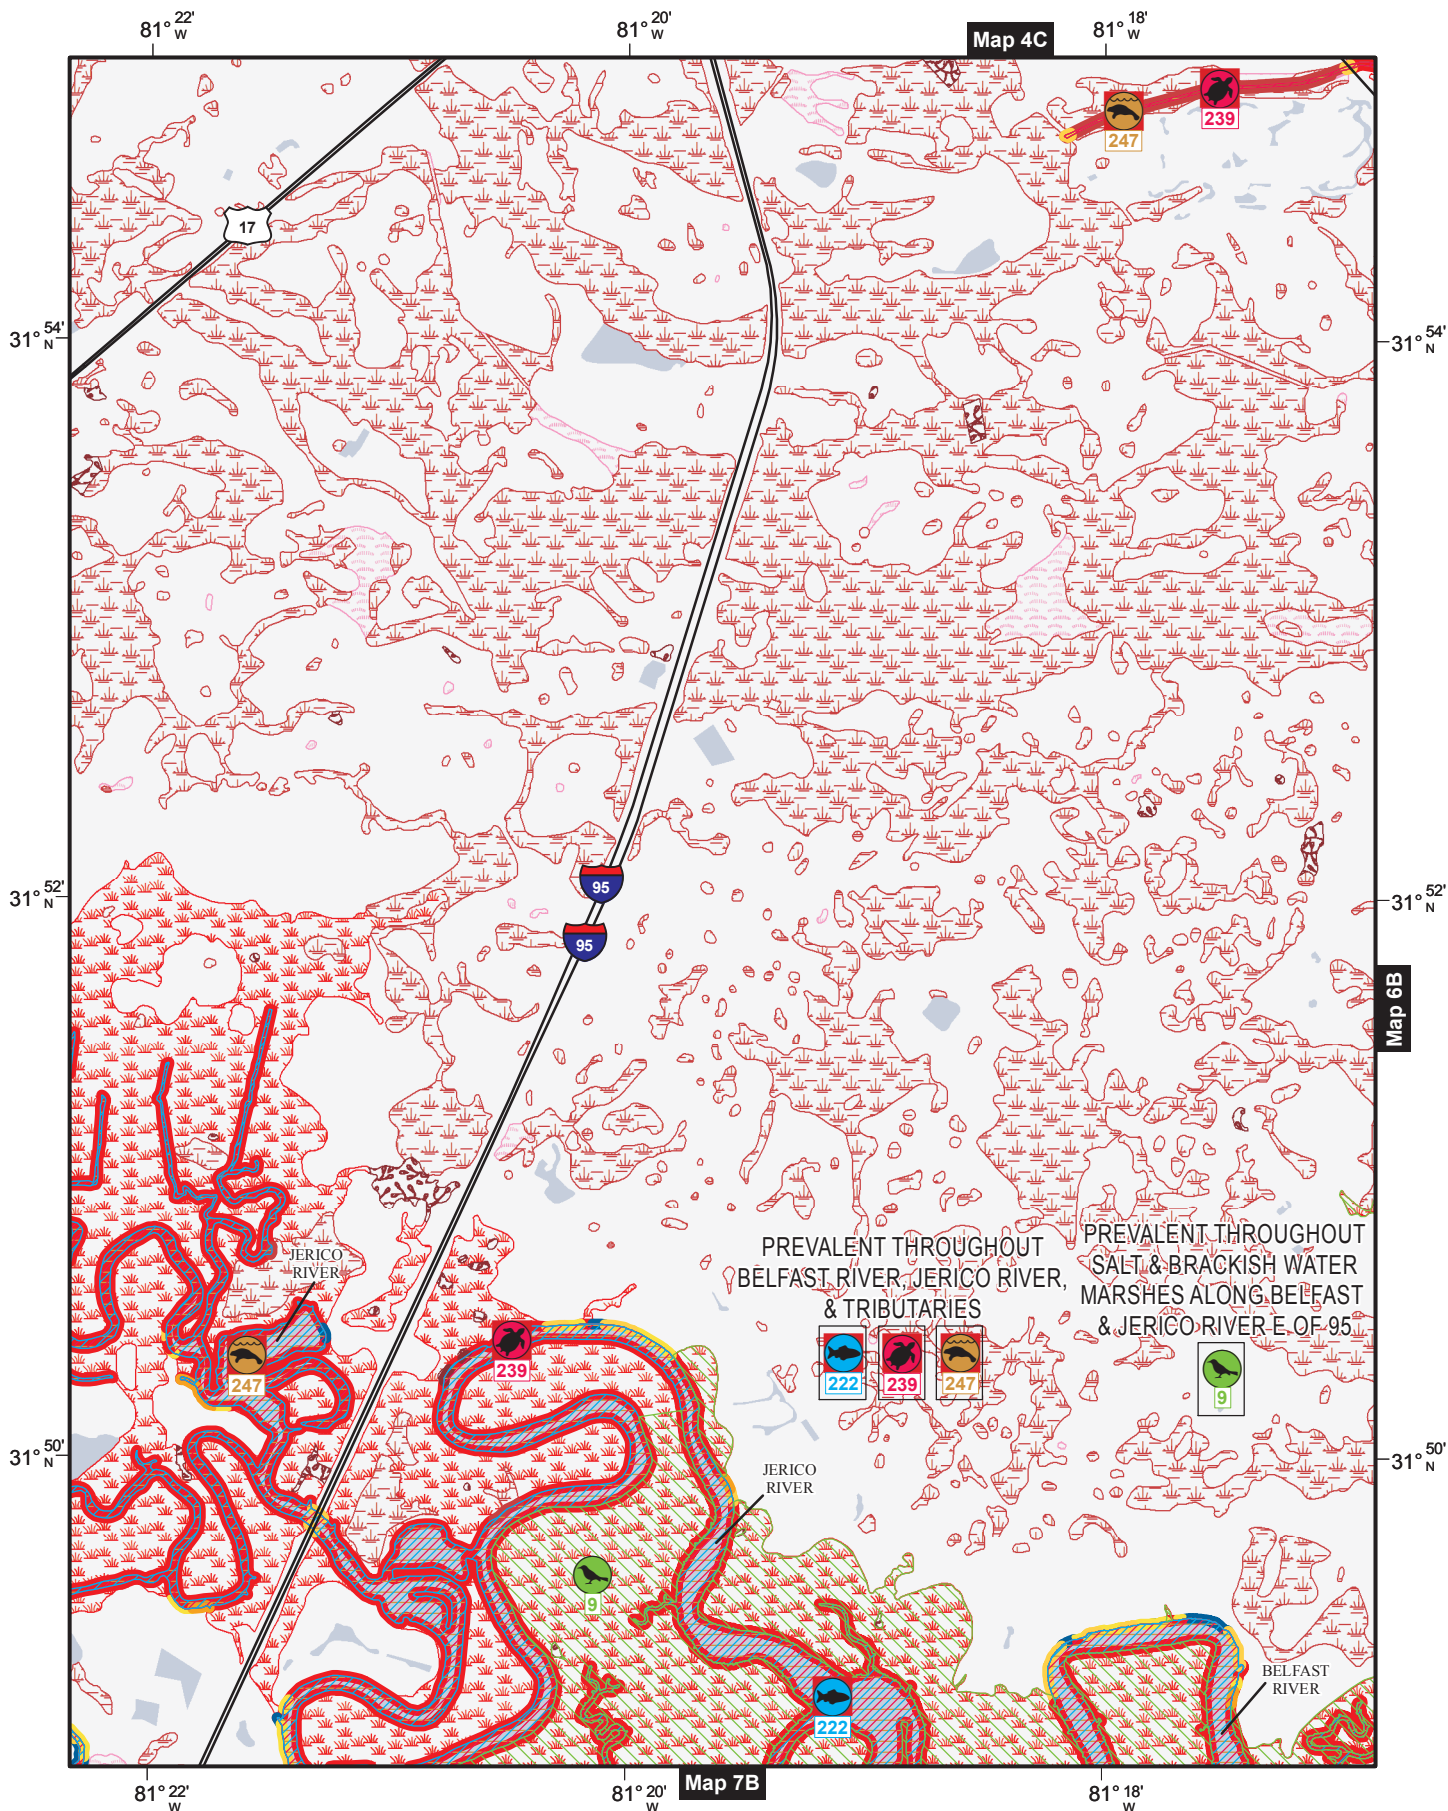 81° 22' W
81° 20' W
Map 4C
81° 18' W
247
239
17
31° 54' N
31° 54' N
95
31° 52' N
31° 52' N
95
Map 6B
JERICO
RIVER
PREVALENT THROUGHOUT
BELFAST RIVER, JERICO RIVER,
& TRIBUTARIES
222
239
247
PREVALENT THROUGHOUT
SALT & BRACKISH WATER
MARSHES ALONG BELFAST
& JERICO RIVER E OF 95
9
247
239
31° 50' N
31° 50' N
JERICO
RIVER
9
BELFAST
RIVER
222
81° 22' W
81° 20' W
Map 7B
81° 18' W